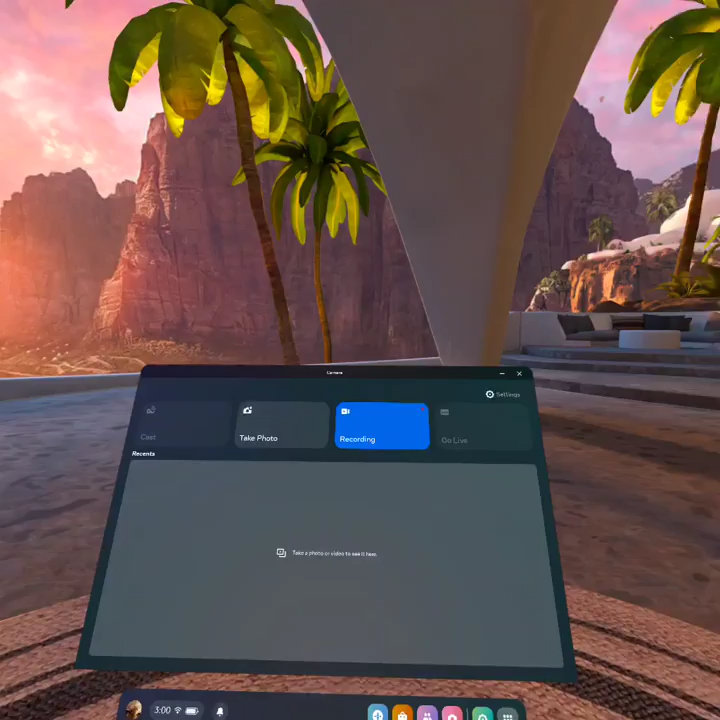 Camera
Settings
Cast
Take Photo
Recording
Go Live
Recents
Take a photo or video to see it here.
3:00